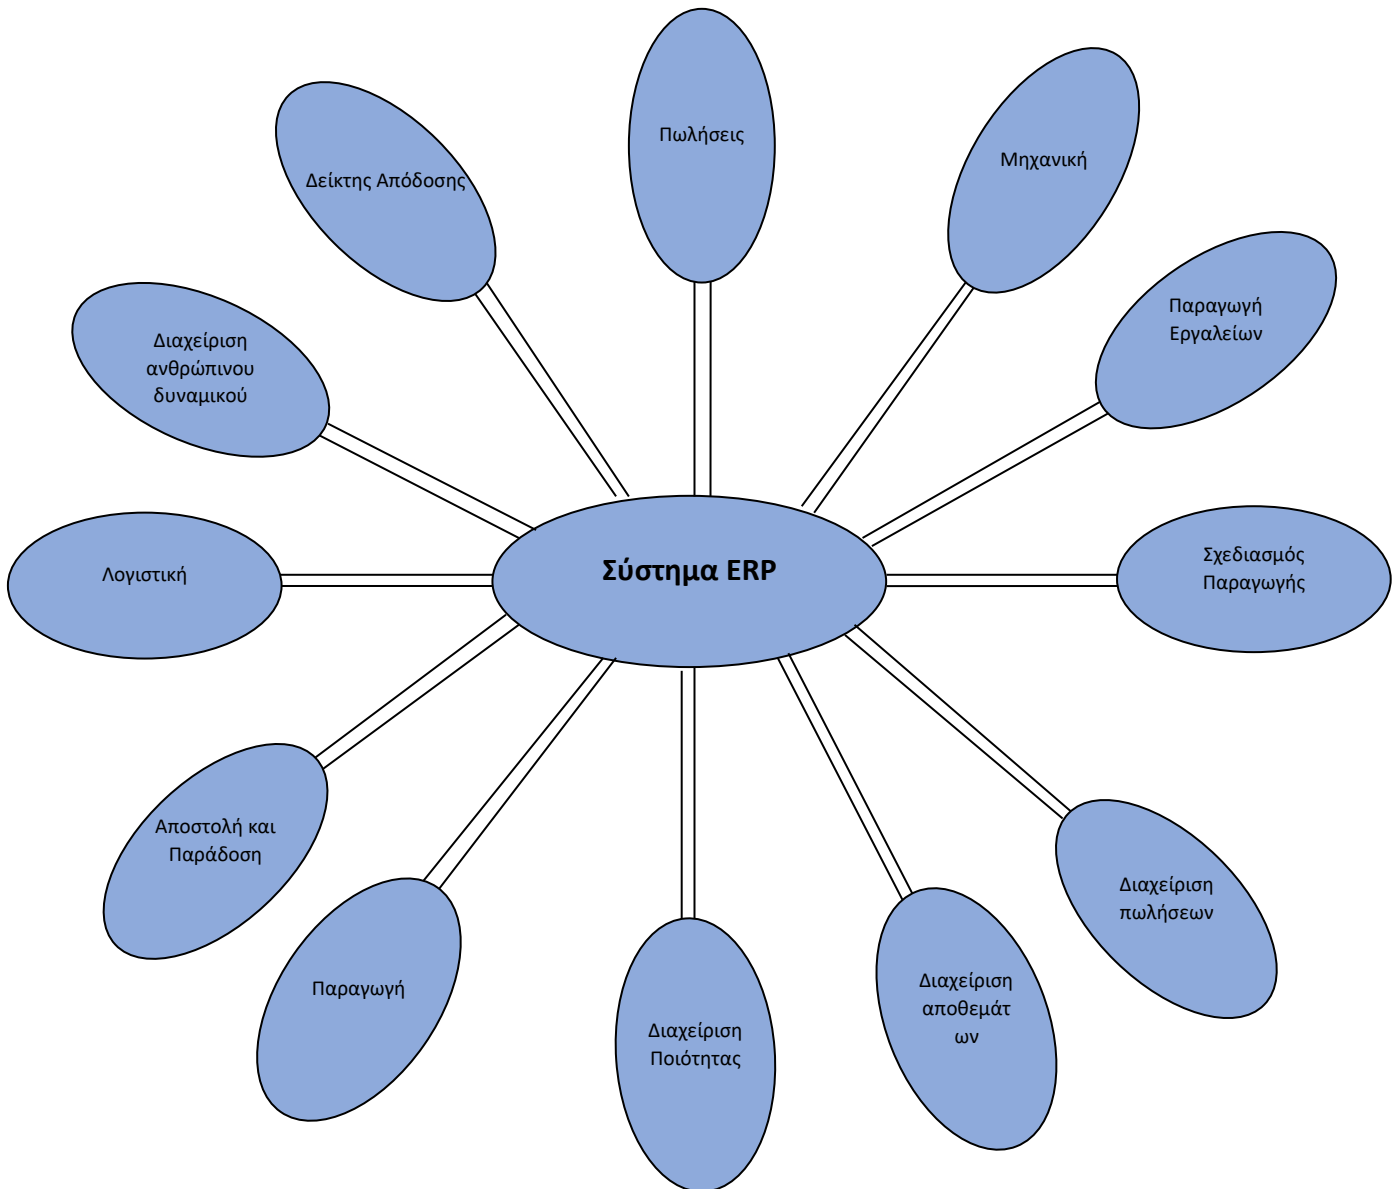 Πωλήσεις
Μηχανική
Δείκτης Απόδοσης
Παραγωγή
Εργαλείων
Διαχείριση
ανθρώπινου
δυναμικού
Σύστημα ERP
Σχεδιασμός
Παραγωγής
Λογιστική
Αποστολή και
Παράδοση
Διαχείριση
πωλήσεων
Παραγωγή
Διαχείριση
αποθεμάτ
ων
Διαχείριση
Ποιότητας